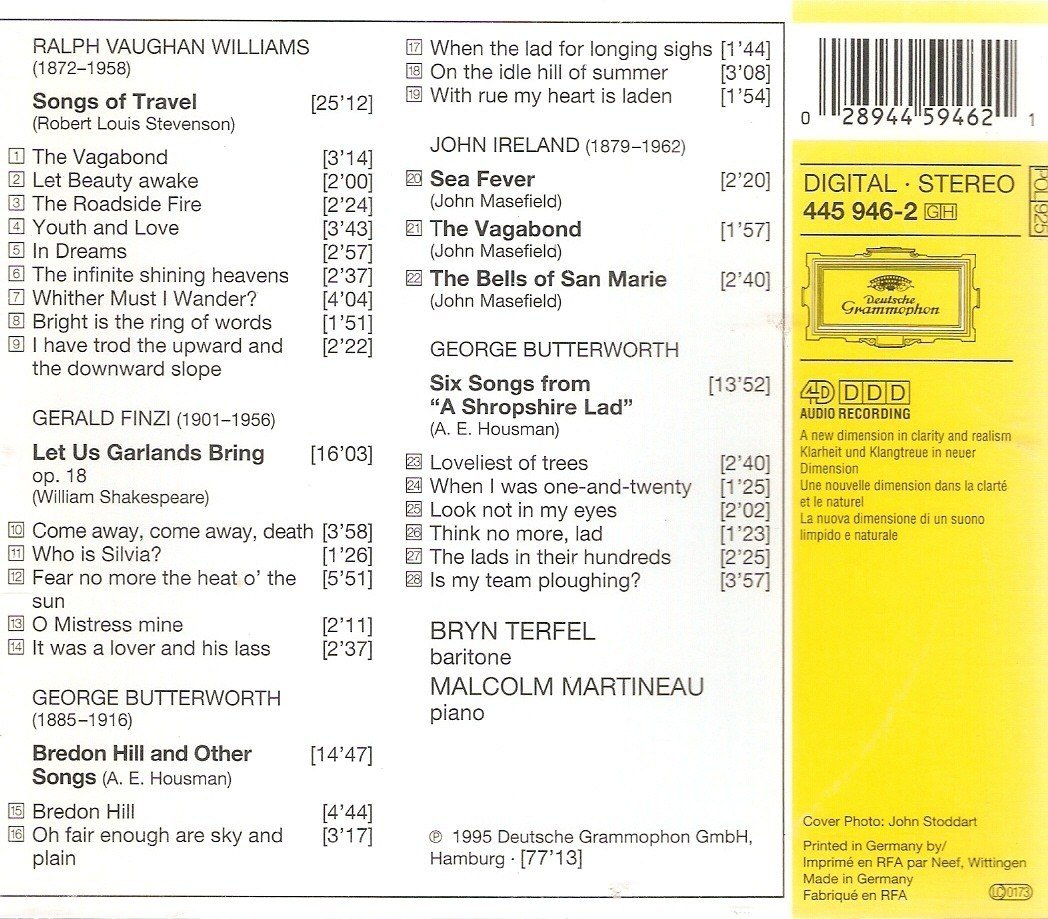 RALPH VAUGHAN WILLIAMS
(1872–1958)
Songs of Travel [25'12]
(Robert Louis Stevenson)
1 The Vagabond [3'14]
2 Let Beauty awake [2'00]
3 The Roadside Fire [2'24]
4 Youth and Love [3'43]
5 In Dreams [2'57]
6 The infinite shining heavens [2'37]
7 Whither Must I Wander? [4'04]
8 Bright is the ring of words [1'51]
9 I have trod the upward and [2'22]
the downward slope
GERALD FINZI (1901–1956)
Let Us Garlands Bring [16'03]
op. 18
(William Shakespeare)
10 Come away, come away, death [3'58]
11 Who is Silvia? [1'26]
12 Fear no more the heat o' the [5'51]
sun
13 O Mistress mine [2'11]
14 It was a lover and his lass [2'37]
GEORGE BUTTERWORTH
(1885–1916)
Bredon Hill and Other [14'47]
Songs (A. E. Housman)
15 Bredon Hill [4'44]
16 Oh fair enough are sky and [3'17]
plain
17 When the lad for longing sighs [1'44]
18 On the idle hill of summer [3'08]
19 With rue my heart is laden [1'54]
JOHN IRELAND (1879–1962)
20 Sea Fever [2'20]
(John Masefield)
21 The Vagabond [1'57]
(John Masefield)
22 The Bells of San Marie [2'40]
(John Masefield)
GEORGE BUTTERWORTH
Six Songs from [13'52]
"A Shropshire Lad"
(A. E. Housman)
23 Loveliest of trees [2'40]
24 When I was one-and-twenty [1'25]
25 Look not in my eyes [2'02]
26 Think no more, lad [1'23]
27 The lads in their hundreds [2'25]
28 Is my team ploughing? [3'57]
BRYN TERFEL
baritone
MALCOLM MARTINEAU
piano
℗ 1995 Deutsche Grammophon GmbH,
Hamburg · [77'13]
0 28944 59462 1
DIGITAL · STEREO
445 946-2 GH
POL 925
Deutsche
Grammophon
4D DDD
AUDIO RECORDING
A new dimension in clarity and realism
Klarheit und Klangtreue in neuer
Dimension
Une nouvelle dimension dans la clarté
et le naturel
La nuova dimensione di un suono
limpido e naturale
Cover Photo: John Stoddart
Printed in Germany by/
Imprimé en RFA par Neef, Wittingen
Made in Germany
Fabriqué en RFA
LC 0173